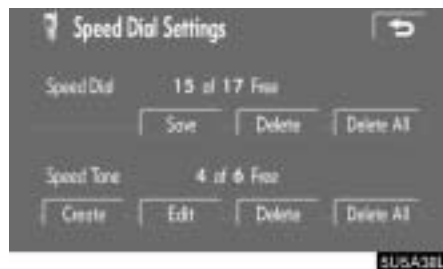 Speed Dial Settings
Speed Dial 15 of 17 Free
Save Delete Delete All
Speed Tone 4 of 6 Free
Create Edit Delete Delete All